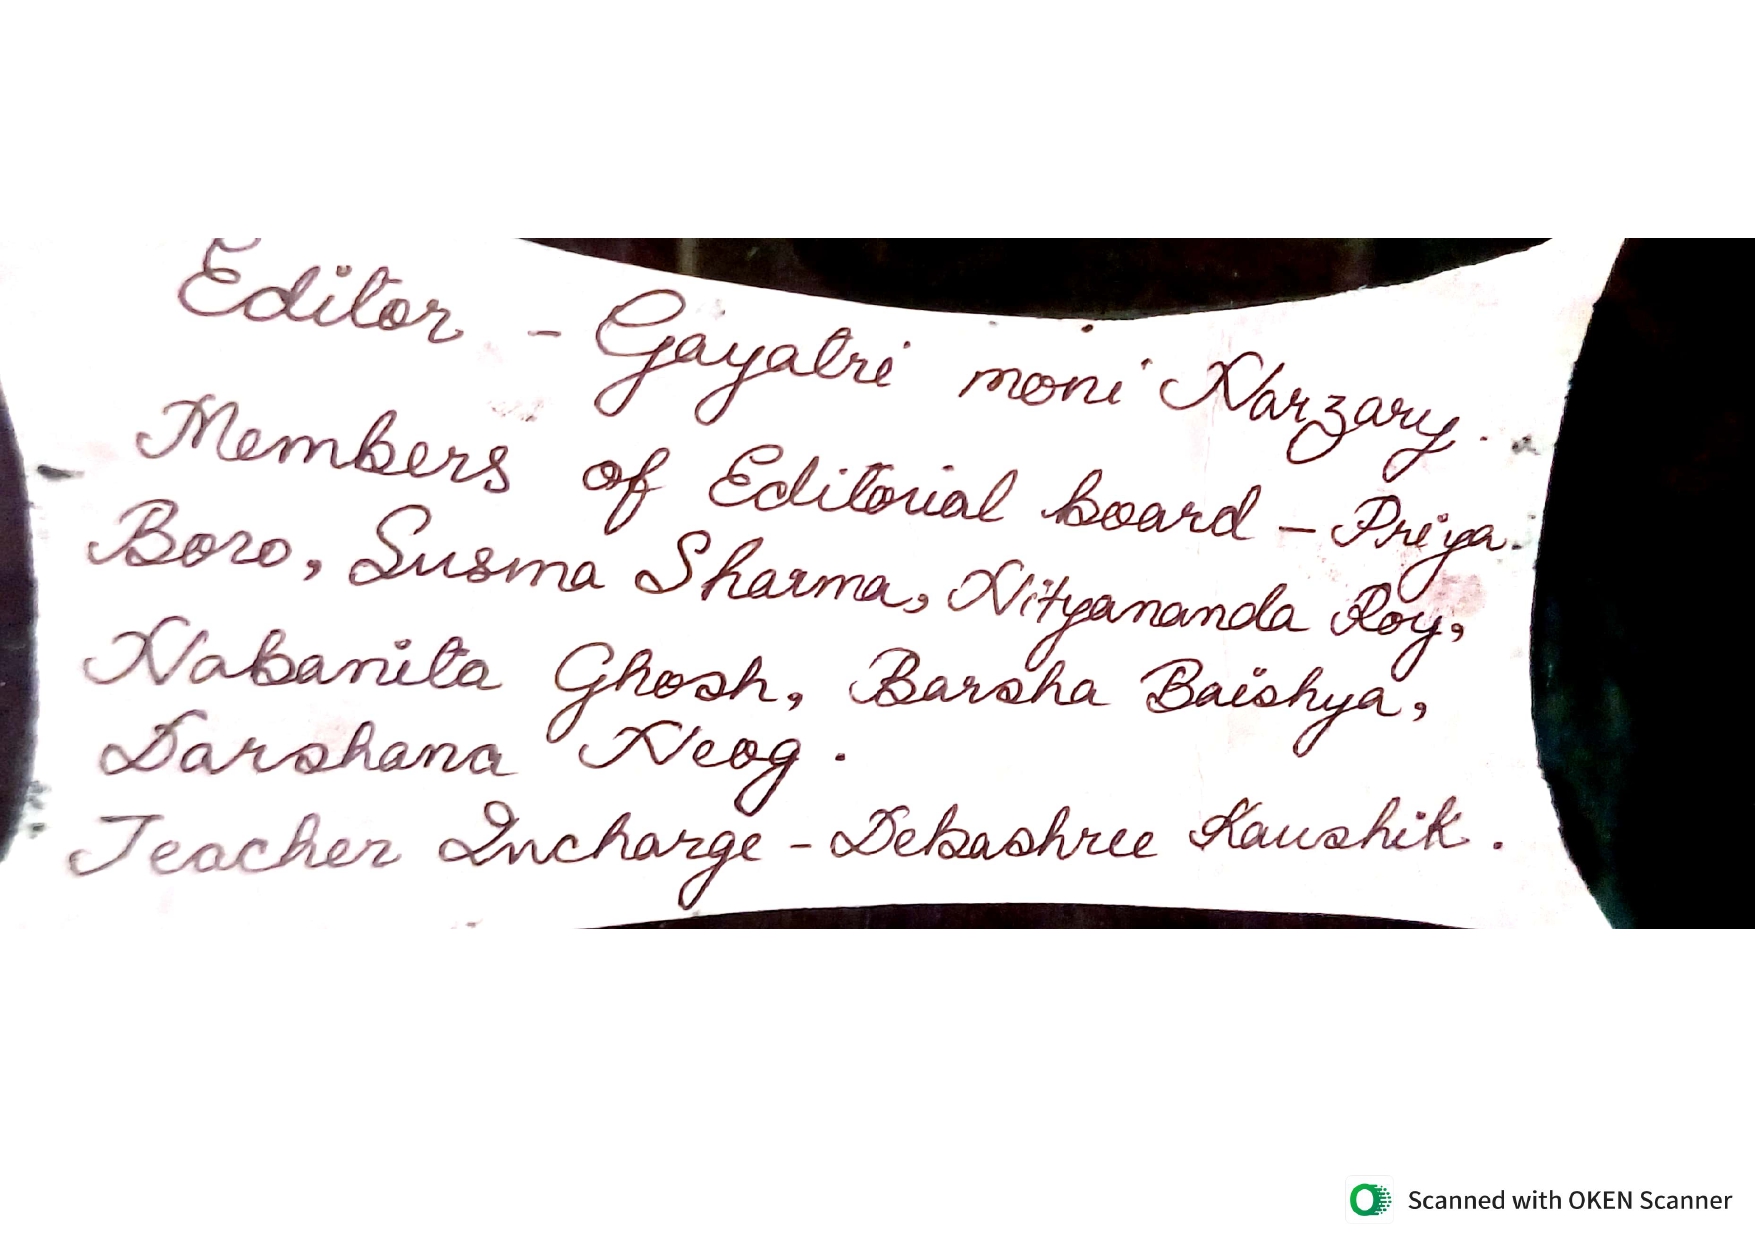 Editor - Gayatri moni Narzary.
Members of Editorial board - Priya.
Boro, Susma Sharma, Nityananda Roy,
Nabanita Ghosh, Barsha Baishya,
Darshana Neog.
Teacher Incharge - Debashree Kaushik.
Scanned with OKEN Scanner